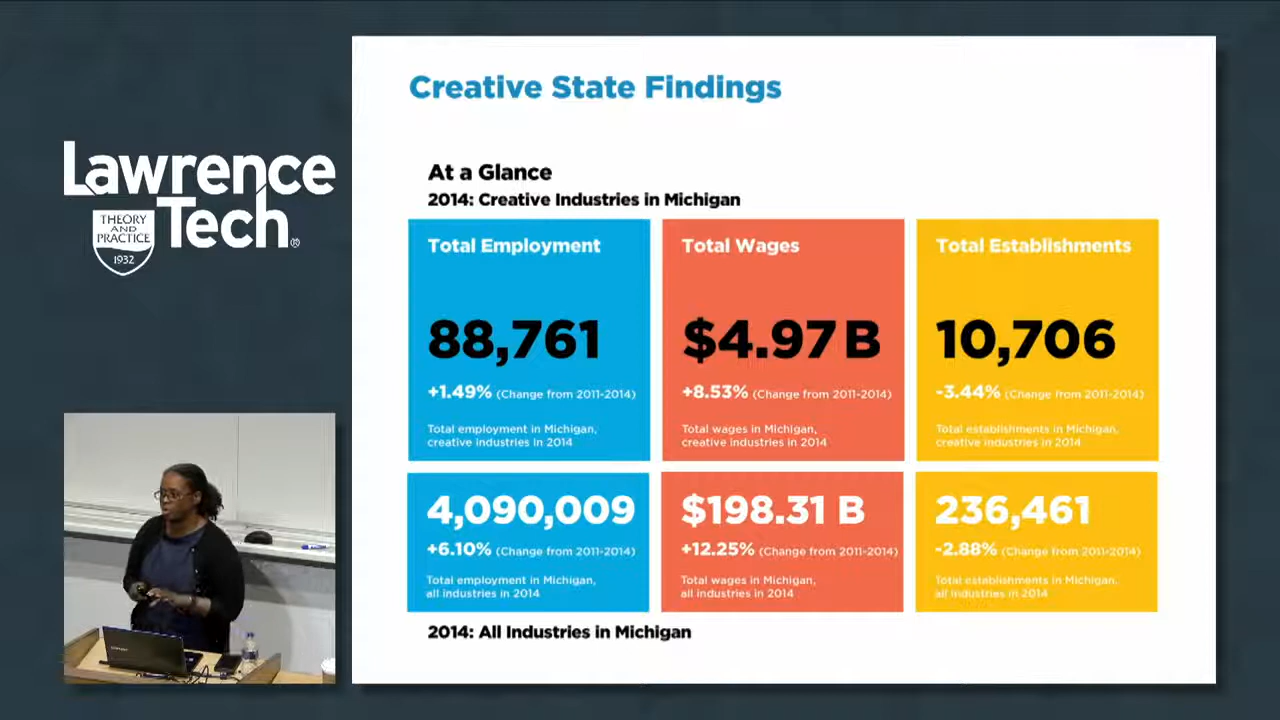 Lawrence
Tech®
THEORY
AND
PRACTICE
1932
Creative State Findings
At a Glance
2014: Creative Industries in Michigan
Total Employment
88,761
+1.49% (Change from 2011-2014)
Total employment in Michigan,
creative industries in 2014
Total Wages
$4.97 B
+8.53% (Change from 2011-2014)
Total wages in Michigan,
creative industries in 2014
Total Establishments
10,706
-3.44% (Change from 2011-2014)
Total establishments in Michigan,
creative industries in 2014
4,090,009
+6.10% (Change from 2011-2014)
Total employment in Michigan,
all industries in 2014
$198.31 B
+12.25% (Change from 2011-2014)
Total wages in Michigan,
all industries in 2014
236,461
-2.88% (Change from 2011-2014)
Total establishments in Michigan,
all industries in 2014
2014: All Industries in Michigan